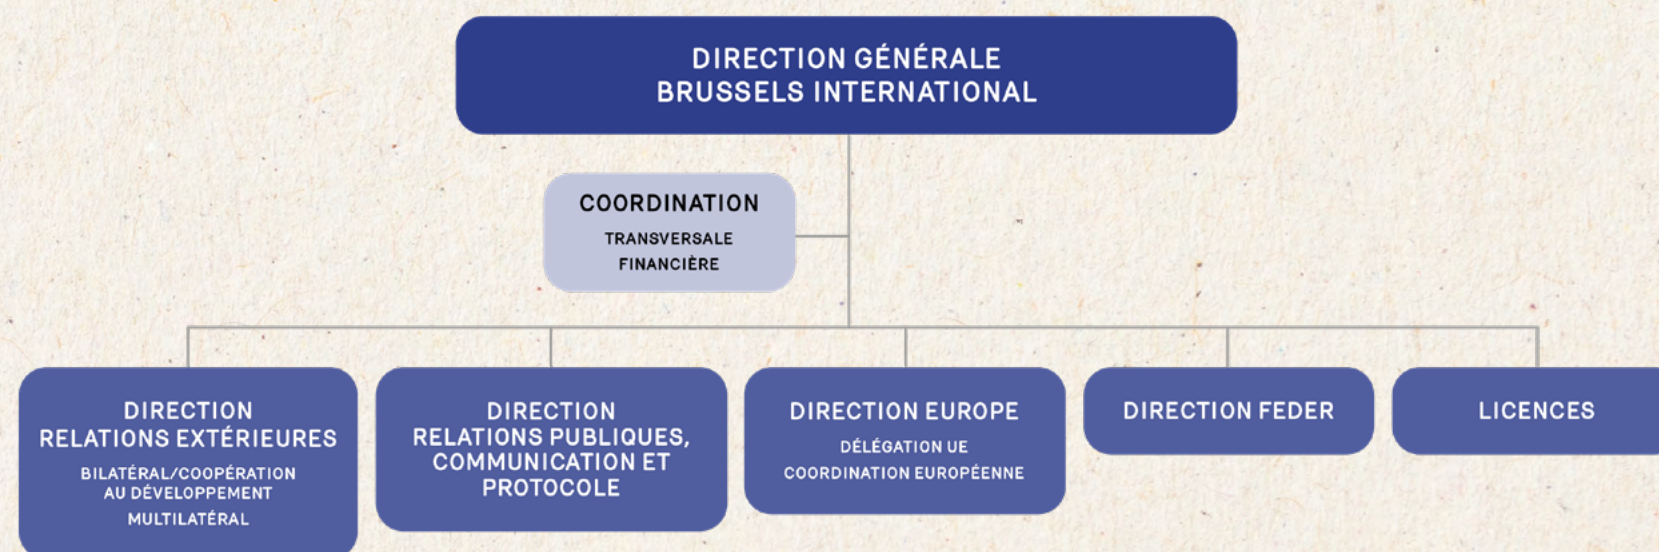 DIRECTION GÉNÉRALE
BRUSSELS INTERNATIONAL
COORDINATION
TRANSVERSALE
FINANCIÈRE
DIRECTION
RELATIONS EXTÉRIEURES
BILATÉRAL/COOPÉRATION
AU DÉVELOPPEMENT
MULTILATÉRAL
DIRECTION
RELATIONS PUBLIQUES,
COMMUNICATION ET
PROTOCOLE
DIRECTION EUROPE
DÉLÉGATION UE
COORDINATION EUROPÉENNE
DIRECTION FEDER
LICENCES